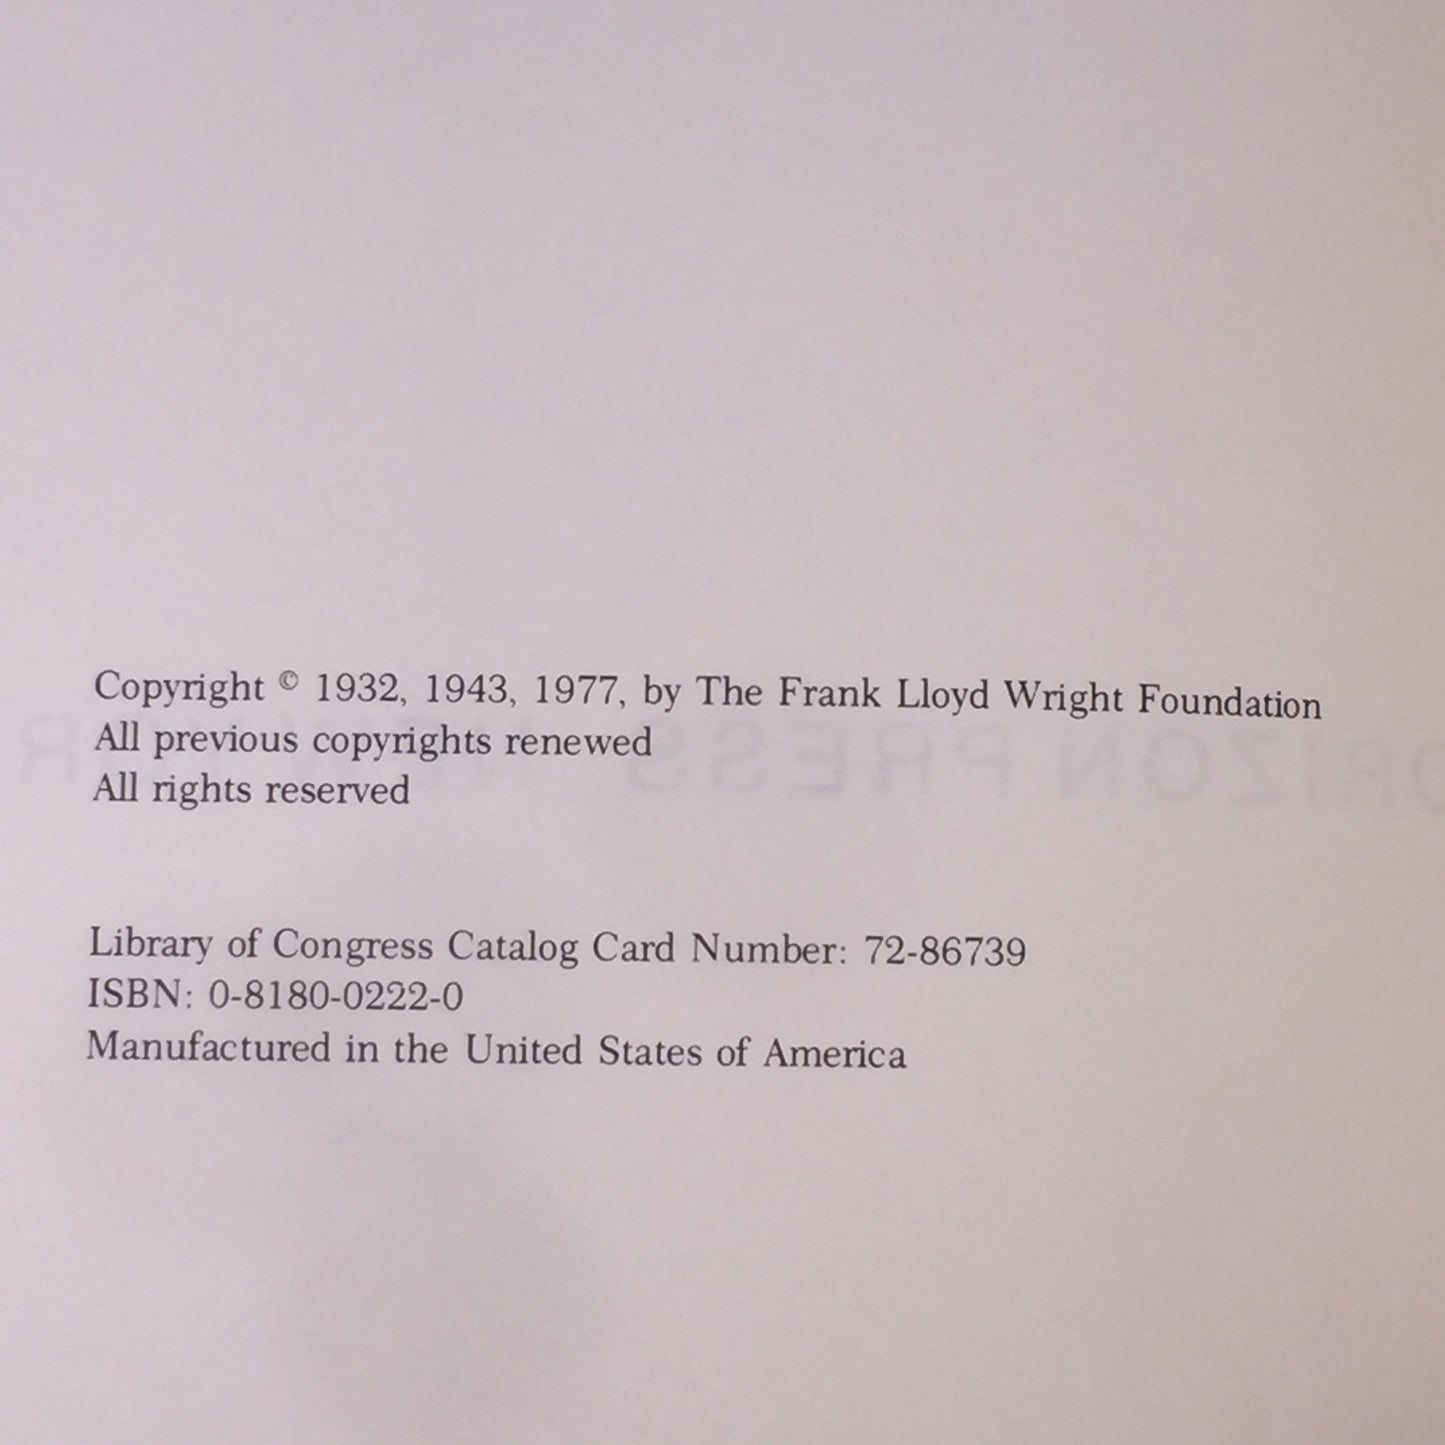 Copyright © 1932, 1943, 1977, by The Frank Lloyd Wright Foundation
All previous copyrights renewed
All rights reserved
Library of Congress Catalog Card Number: 72-86739
ISBN: 0-8180-0222-0
Manufactured in the United States of America